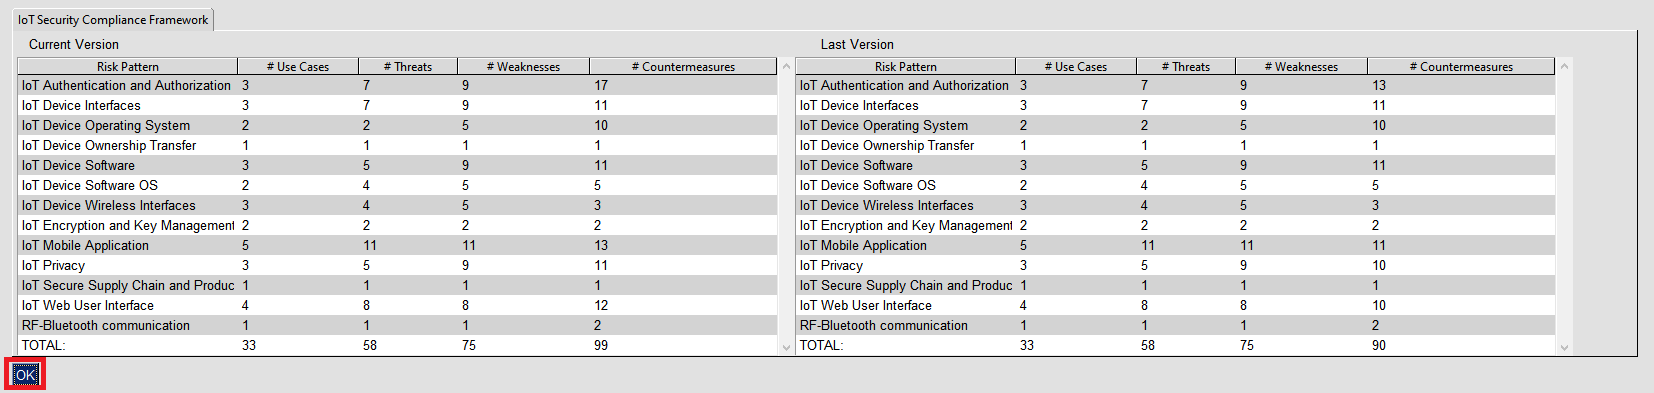 IoT Security Compliance Framework
Current Version
Risk Pattern # Use Cases # Threats # Weaknesses # Countermeasures
IoT Authentication and Authorization 3 7 9 17
IoT Device Interfaces 3 7 9 11
IoT Device Operating System 2 2 5 10
IoT Device Ownership Transfer 1 1 1 1
IoT Device Software 3 5 9 11
IoT Device Software OS 2 4 5 5
IoT Device Wireless Interfaces 3 4 5 3
IoT Encryption and Key Management 2 2 2 2
IoT Mobile Application 5 11 11 13
IoT Privacy 3 5 9 11
IoT Secure Supply Chain and Produc 1 1 1 1
IoT Web User Interface 4 8 8 12
RF-Bluetooth communication 1 1 1 2
TOTAL: 33 58 75 99
Last Version
Risk Pattern # Use Cases # Threats # Weaknesses # Countermeasures
IoT Authentication and Authorization 3 7 9 13
IoT Device Interfaces 3 7 9 11
IoT Device Operating System 2 2 5 10
IoT Device Ownership Transfer 1 1 1 1
IoT Device Software 3 5 9 11
IoT Device Software OS 2 4 5 5
IoT Device Wireless Interfaces 3 4 5 3
IoT Encryption and Key Management 2 2 2 2
IoT Mobile Application 5 11 11 11
IoT Privacy 3 5 9 10
IoT Secure Supply Chain and Produc 1 1 1 1
IoT Web User Interface 4 8 8 10
RF-Bluetooth communication 1 1 1 2
TOTAL: 33 58 75 90
OK